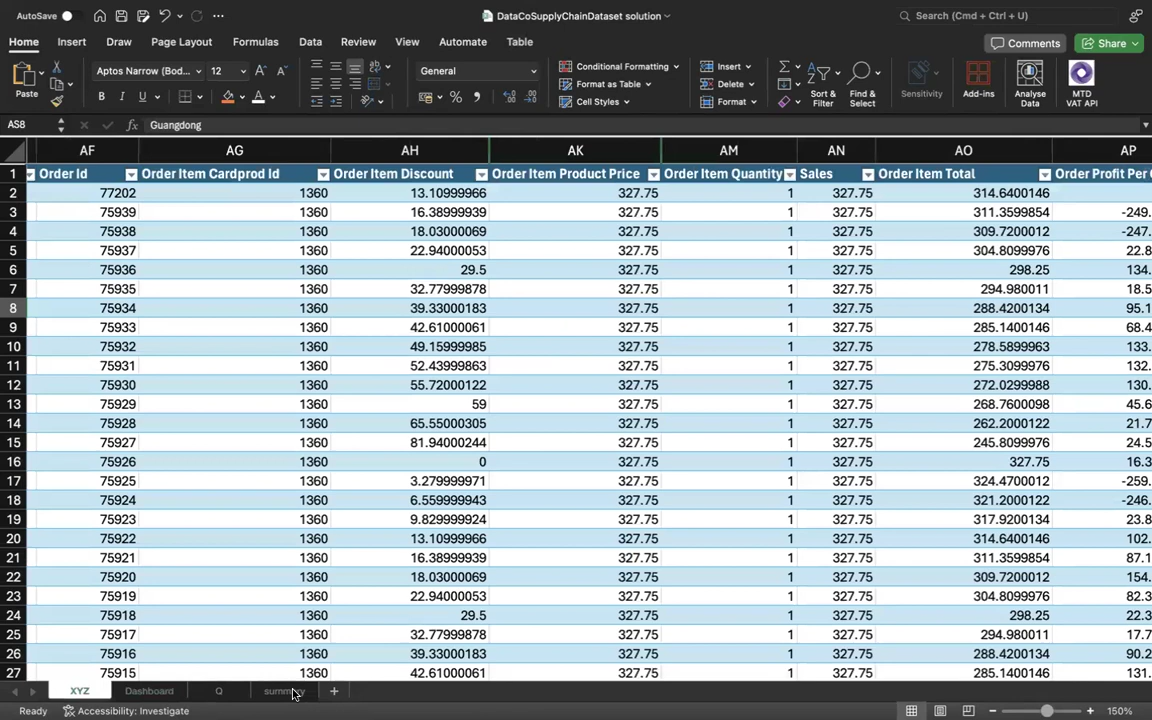 AutoSave
DataCoSupplyChainDataset solution
Search (Cmd + Ctrl + U)
Home Insert Draw Page Layout Formulas Data Review View Automate Table
Comments Share
Paste
Aptos Narrow (Bod... 12
B I U
General
Conditional Formatting
Format as Table
Cell Styles
Insert
Delete
Format
Sort & Filter
Find & Select
Sensitivity
Add-ins
Analyse Data
MTD VAT API
AS8 fx Guangdong
AF AG AH AK AM AN AO AP
1 Order Id Order Item Cardprod Id Order Item Discount Order Item Product Price Order Item Quantity Sales Order Item Total Order Profit Per
2 77202 1360 13.10999966 327.75 1 327.75 314.6400146
3 75939 1360 16.38999939 327.75 1 327.75 311.3599854 -249.
4 75938 1360 18.03000069 327.75 1 327.75 309.7200012 -247.
5 75937 1360 22.94000053 327.75 1 327.75 304.8099976 22.8
6 75936 1360 29.5 327.75 1 327.75 298.25 134.
7 75935 1360 32.77999878 327.75 1 327.75 294.980011 18.5
8 75934 1360 39.33000183 327.75 1 327.75 288.4200134 95.1
9 75933 1360 42.61000061 327.75 1 327.75 285.1400146 68.4
10 75932 1360 49.15999985 327.75 1 327.75 278.5899963 133.
11 75931 1360 52.43999863 327.75 1 327.75 275.3099976 132.
12 75930 1360 55.72000122 327.75 1 327.75 272.0299988 130.
13 75929 1360 59 327.75 1 327.75 268.7600098 45.6
14 75928 1360 65.55000305 327.75 1 327.75 262.2000122 21.7
15 75927 1360 81.94000244 327.75 1 327.75 245.8099976 24.5
16 75926 1360 0 327.75 1 327.75 327.75 16.3
17 75925 1360 3.279999971 327.75 1 327.75 324.4700012 -259.
18 75924 1360 6.559999943 327.75 1 327.75 321.2000122 -246.
19 75923 1360 9.829999924 327.75 1 327.75 317.9200134 23.8
20 75922 1360 13.10999966 327.75 1 327.75 314.6400146 102.
21 75921 1360 16.38999939 327.75 1 327.75 311.3599854 87.1
22 75920 1360 18.03000069 327.75 1 327.75 309.7200012 154.
23 75919 1360 22.94000053 327.75 1 327.75 304.8099976 82.3
24 75918 1360 29.5 327.75 1 327.75 298.25 22.3
25 75917 1360 32.77999878 327.75 1 327.75 294.980011 17.7
26 75916 1360 39.33000183 327.75 1 327.75 288.4200134 90.2
27 75915 1360 42.61000061 327.75 1 327.75 285.1400146 131.
XYZ Dashboard Q summary
Ready Accessibility: Investigate 150%